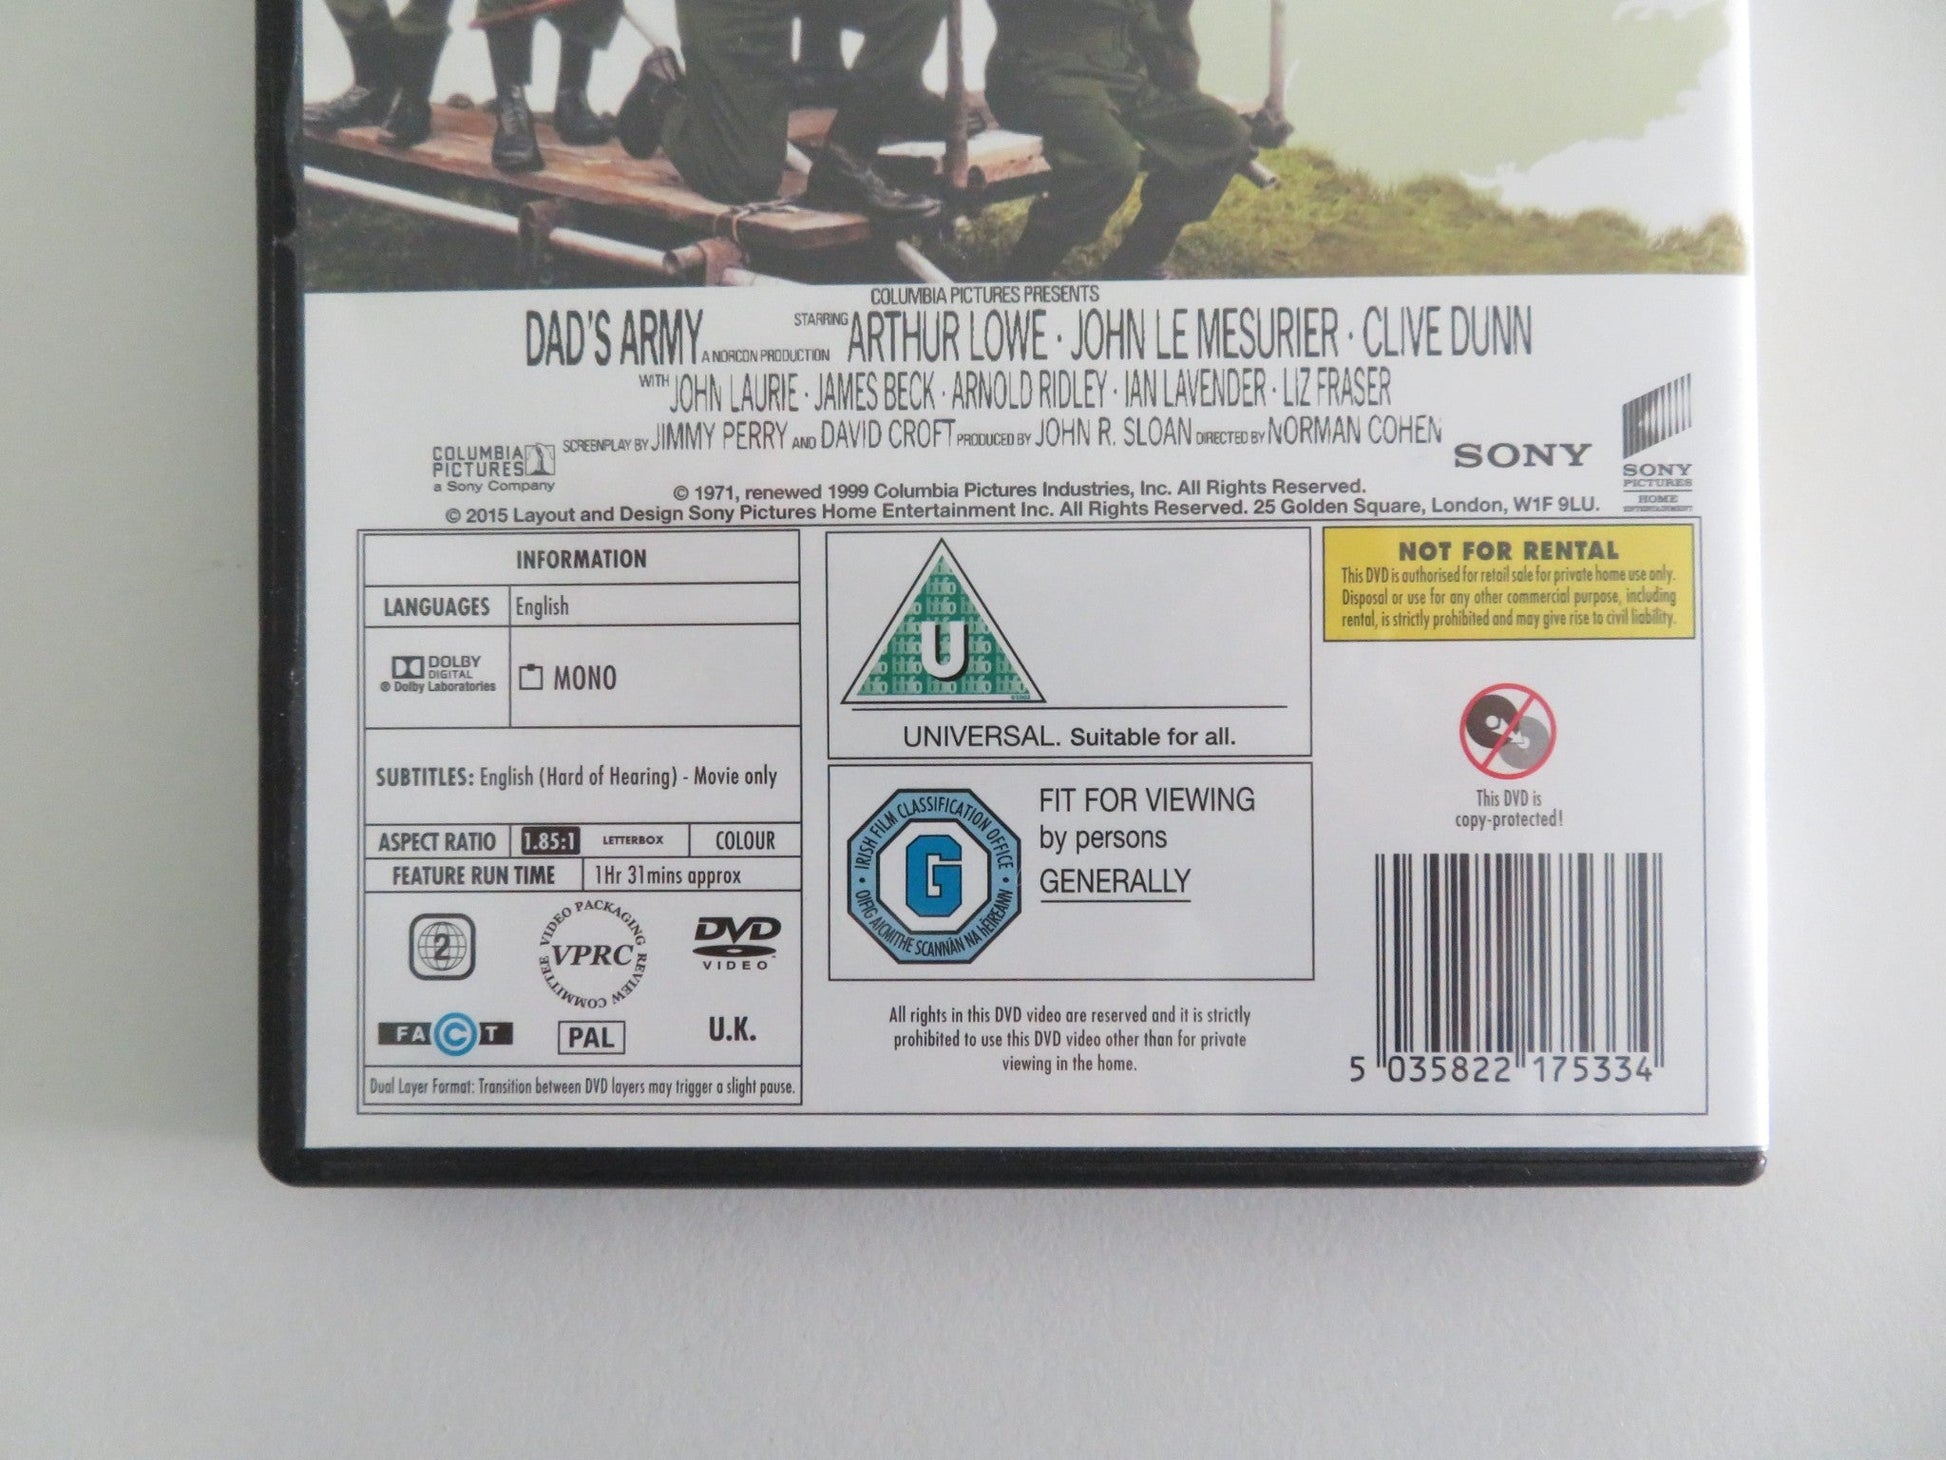 COLUMBIA PICTURES PRESENTS
DAD'S ARMY A NORCON PRODUCTION STARRING ARTHUR LOWE · JOHN LE MESURIER · CLIVE DUNN
WITH JOHN LAURIE · JAMES BECK · ARNOLD RIDLEY · IAN LAVENDER · LIZ FRASER
SCREENPLAY BY JIMMY PERRY AND DAVID CROFT PRODUCED BY JOHN R. SLOAN DIRECTED BY NORMAN COHEN
COLUMBIA
PICTURES
a Sony Company
SONY
SONY
PICTURES
HOME
ENTERTAINMENT
© 1971, renewed 1999 Columbia Pictures Industries, Inc. All Rights Reserved.
© 2015 Layout and Design Sony Pictures Home Entertainment Inc. All Rights Reserved. 25 Golden Square, London, W1F 9LU.
INFORMATION
LANGUAGES English
DOLBY
DIGITAL
® Dolby Laboratories
MONO
SUBTITLES: English (Hard of Hearing) - Movie only
ASPECT RATIO 1.85:1 LETTERBOX COLOUR
FEATURE RUN TIME 1Hr 31mins approx
2
VIDEO PACKAGING REVIEW COMMITTEE
VPRC
DVD
VIDEO
FACT
PAL
U.K.
Dual Layer Format: Transition between DVD layers may trigger a slight pause.
U
UNIVERSAL. Suitable for all.
IRISH FILM CLASSIFICATION OFFICE
G
OIFIG AICMITHE SCANNÁN NA hÉIREANN
FIT FOR VIEWING
by persons
GENERALLY
All rights in this DVD video are reserved and it is strictly
prohibited to use this DVD video other than for private
viewing in the home.
NOT FOR RENTAL
This DVD is authorised for retail sale for private home use only.
Disposal or use for any other commercial purpose, including
rental, is strictly prohibited and may give rise to civil liability.
This DVD is
copy-protected!
5 035822 175334